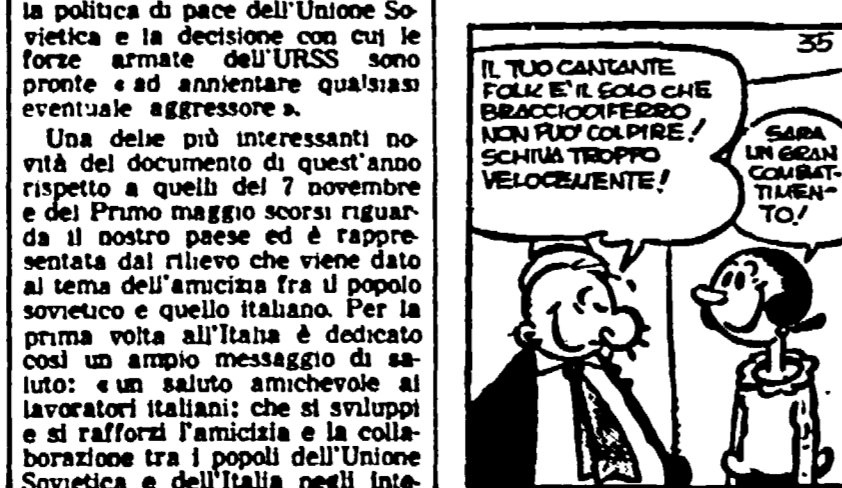 la politica di pace dell'Unione So-
vietica e la decisione con cui le
forze armate dell'URSS sono
pronte « ad annientare qualsiasi
eventuale aggressore ».
Una delle più interessanti no-
vità del documento di quest'anno
rispetto a quelli del 7 novembre
e del Primo maggio scorsi riguar-
da il nostro paese ed è rappre-
sentata dal rilievo che viene dato
al tema dell'amicizia fra il popolo
sovietico e quello italiano. Per la
prima volta all'Italia è dedicato
così un ampio messaggio di sa-
luto: « un saluto amichevole ai
lavoratori italiani: che si sviluppi
e si rafforzi l'amicizia e la colla-
borazione tra i popoli dell'Unione
Sovietica e dell'Italia negli inte-
35
IL TUO CANTANTE
FOLK E' IL SOLO CHE
BRACCIODIFERRO
NON PUO' COLPIRE!
SCHIVA TROPPO
VELOCEMENTE!
SARA
UN GRAN
COMBAT-
TIMEN-
TO!